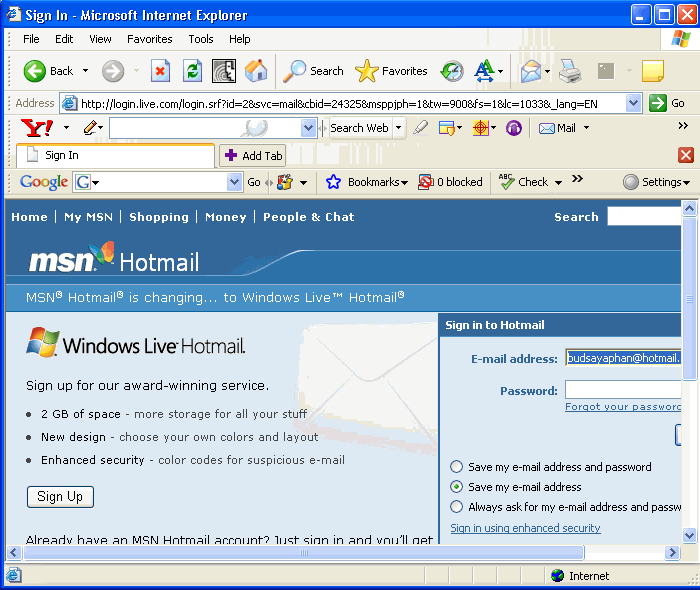 Sign In - Microsoft Internet Explorer
File Edit View Favorites Tools Help
Back Search Favorites
Address http://login.live.com/login.srf?id=2&svc=mail&cbid=24325&msppjph=1&tw=900&fs=1&lc=1033&_lang=EN Go
Y! Search Web Mail »
Sign In Add Tab
Google G Go Bookmarks 0 blocked ABC Check » Settings
Home | My MSN | Shopping | Money | People & Chat Search
msn Hotmail
MSN® Hotmail® is changing... to Windows Live™ Hotmail®
Windows Live Hotmail.
Sign up for our award-winning service.
• 2 GB of space - more storage for all your stuff
• New design - choose your own colors and layout
• Enhanced security - color codes for suspicious e-mail
Sign Up
Already have an MSN Hotmail account? Just sign in and you'll get
Sign in to Hotmail
E-mail address: budsayaphan@hotmail.
Password:
Forgot your password
Save my e-mail address and password
Save my e-mail address
Always ask for my e-mail address and passw
Sign in using enhanced security
Internet